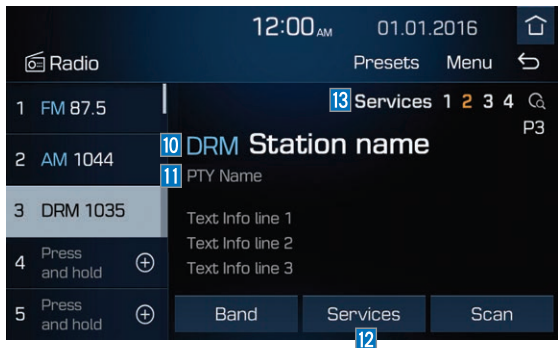 12:00 AM 01.01.2016
Radio Presets Menu
13 Services 1 2 3 4
P3
1 FM 87.5
2 AM 1044
3 DRM 1035
4 Press and hold
5 Press and hold
10 DRM Station name
11 PTY Name
Text Info line 1
Text Info line 2
Text Info line 3
Band Services Scan
12